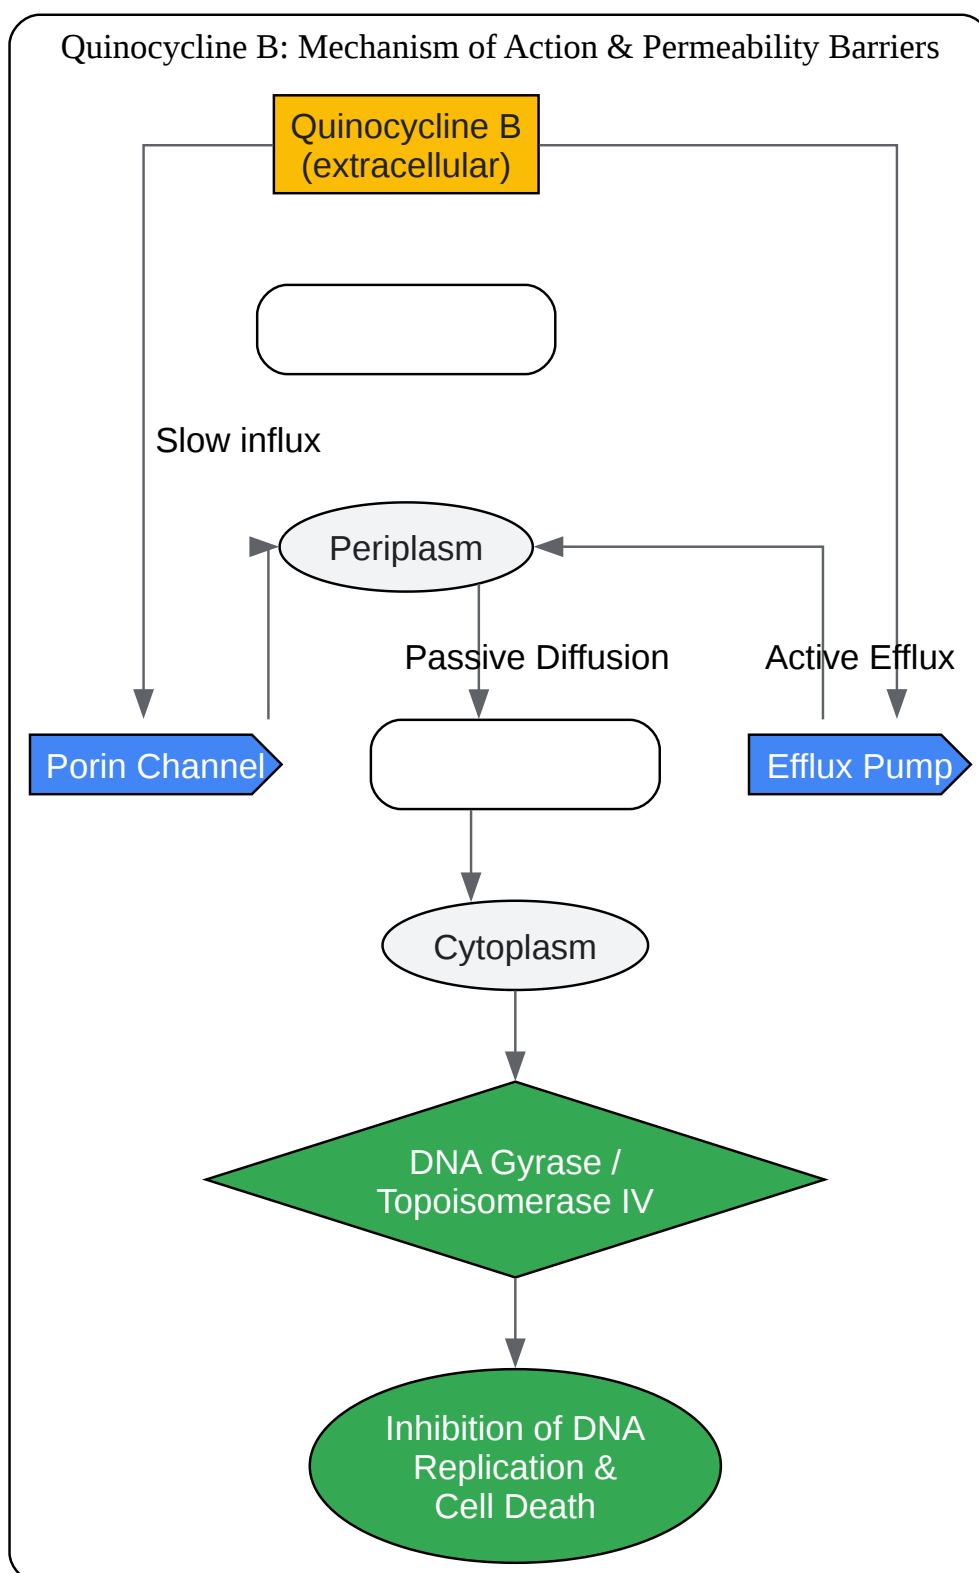 Quinocycline B: Mechanism of Action & Permeability Barriers
Quinocycline B
(extracellular)
Slow influx
Periplasm
Passive Diffusion
Active Efflux
Porin Channel
Efflux Pump
Cytoplasm
DNA Gyrase /
Topoisomerase IV
Inhibition of DNA
Replication &
Cell Death